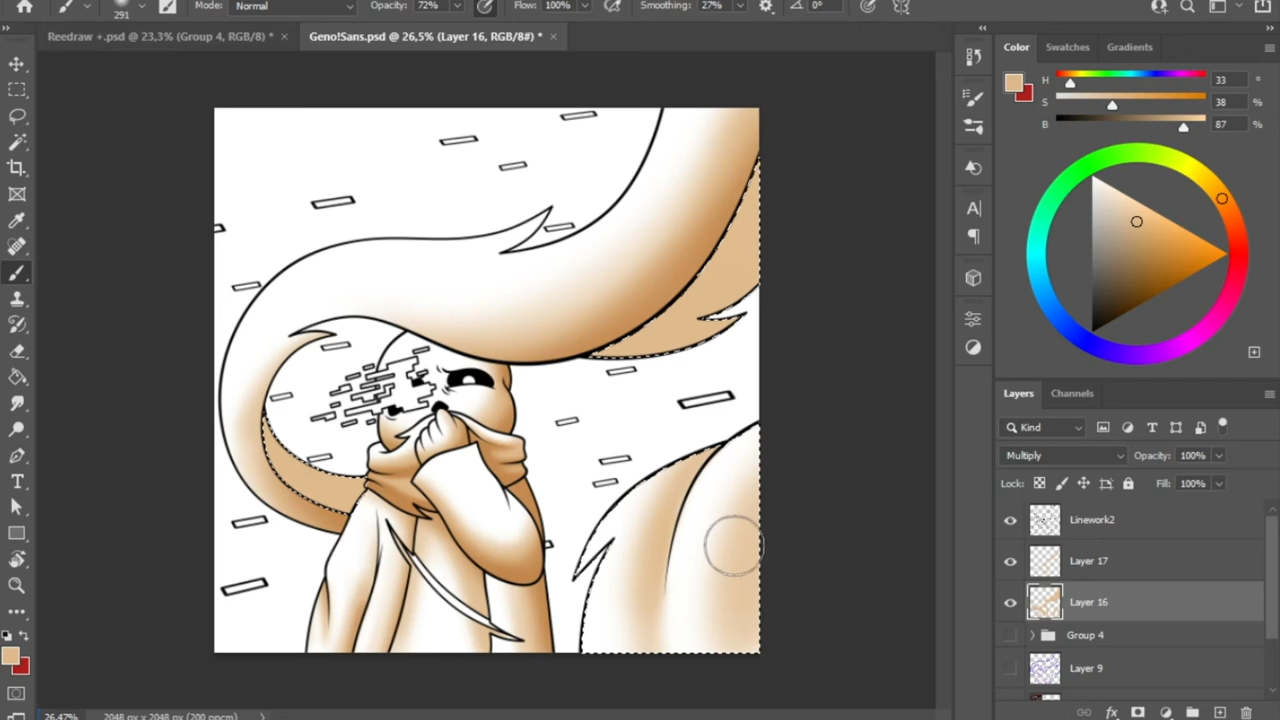 Mode: Normal Opacity: 72% Flow: 100% Smoothing: 27% 0°
291
Reedraw +.psd @ 23,3% (Group 4, RGB/8) * × Geno!Sans.psd @ 26,5% (Layer 16, RGB/8#) * ×
Color Swatches Gradients
H 33 °
S 38 %
B 87 %
Layers Channels
Kind
Multiply Opacity: 100%
Lock: Fill: 100%
Linework2
Layer 17
Layer 16
Group 4
Layer 9
26,47% 2048 px x 2048 px (200 ppcm)